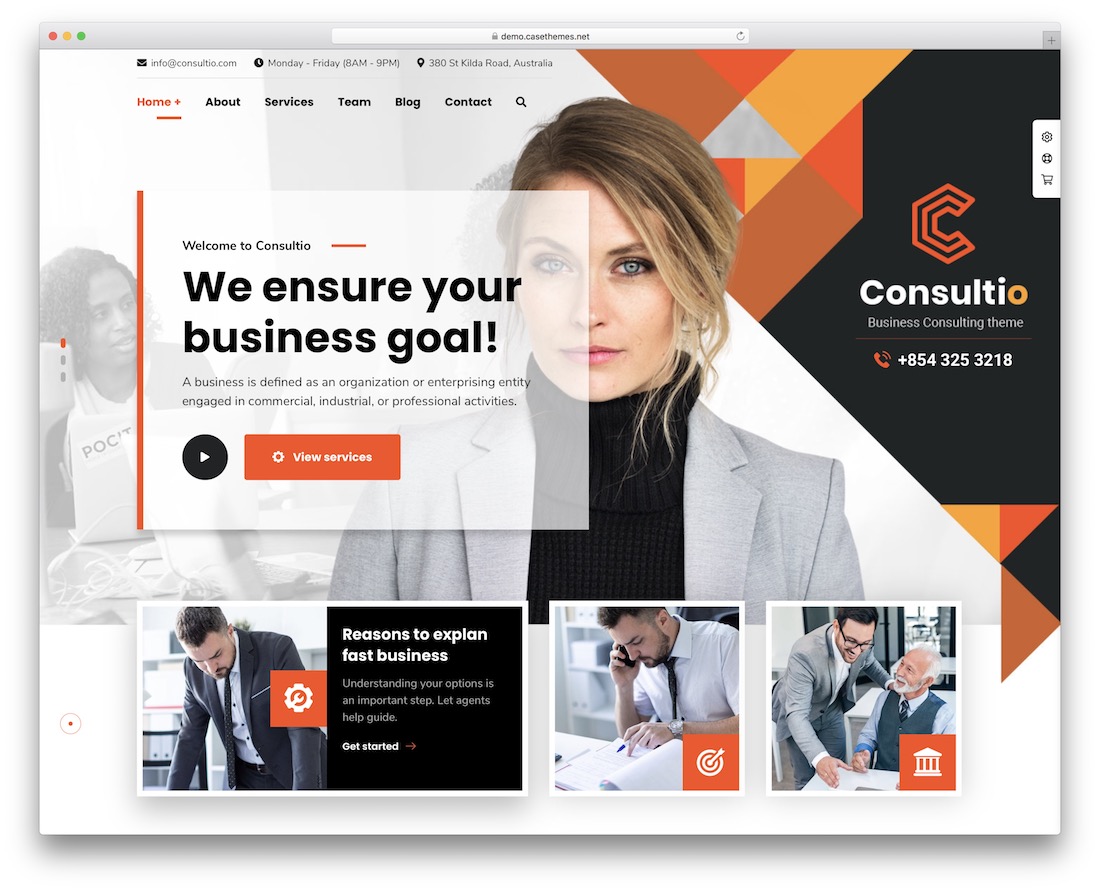 demo.casethemes.net
info@consultio.com Monday - Friday (8AM - 9PM) 380 St Kilda Road, Australia
Home + About Services Team Blog Contact
Welcome to Consultio
We ensure your
business goal!
A business is defined as an organization or enterprising entity
engaged in commercial, industrial, or professional activities.
View services
Consultio
Business Consulting theme
+854 325 3218
Reasons to explan
fast business
Understanding your options is
an important step. Let agents
help guide.
Get started